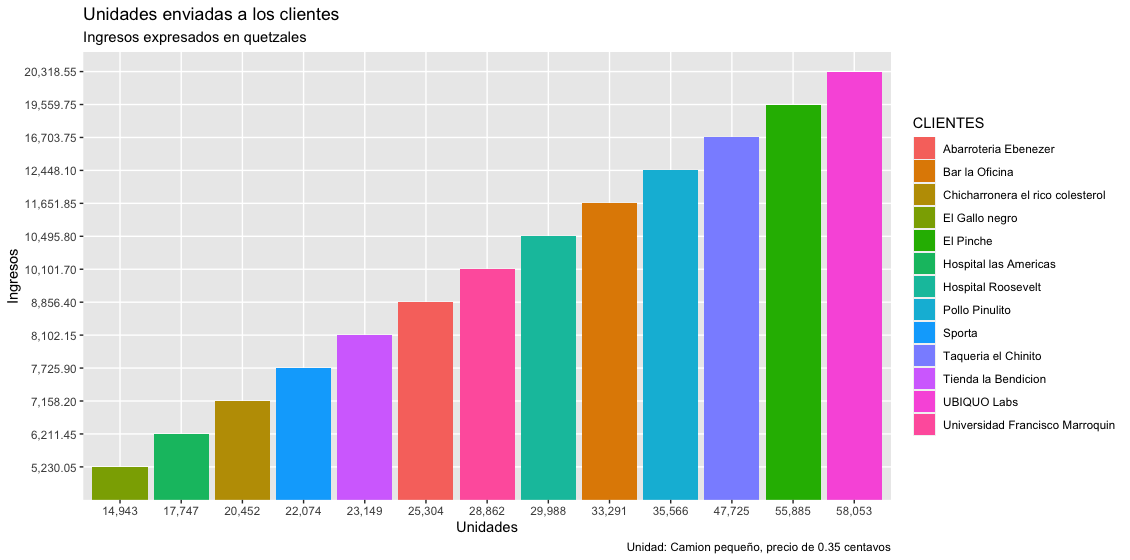 Unidades enviadas a los clientes
Ingresos expresados en quetzales
Ingresos
20,318.55
19,559.75
16,703.75
12,448.10
11,651.85
10,495.80
10,101.70
8,856.40
8,102.15
7,725.90
7,158.20
6,211.45
5,230.05
14,943 17,747 20,452 22,074 23,149 25,304 28,862 29,988 33,291 35,566 47,725 55,885 58,053
Unidades
CLIENTES
Abarroteria Ebenezer
Bar la Oficina
Chicharronera el rico colesterol
El Gallo negro
El Pinche
Hospital las Americas
Hospital Roosevelt
Pollo Pinulito
Sporta
Taqueria el Chinito
Tienda la Bendicion
UBIQUO Labs
Universidad Francisco Marroquin
Unidad: Camion pequeño, precio de 0.35 centavos